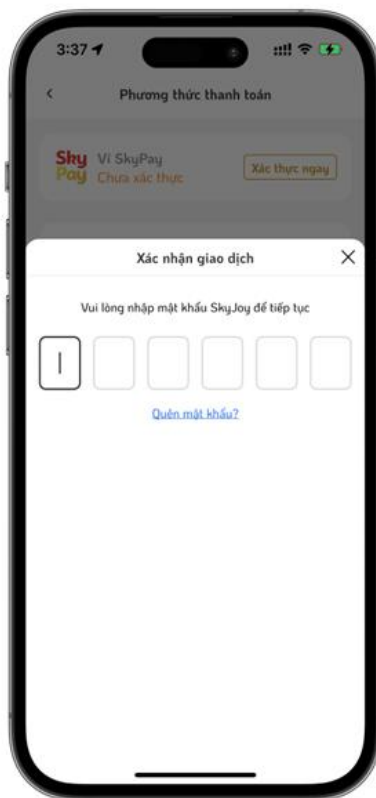 3:37
Phương thức thanh toán
Sky Pay
Ví SkyPay
Chưa xác thực
Xác thực ngay
Xác nhận giao dịch
Vui lòng nhập mật khẩu SkyJoy để tiếp tục
Quên mật khẩu?